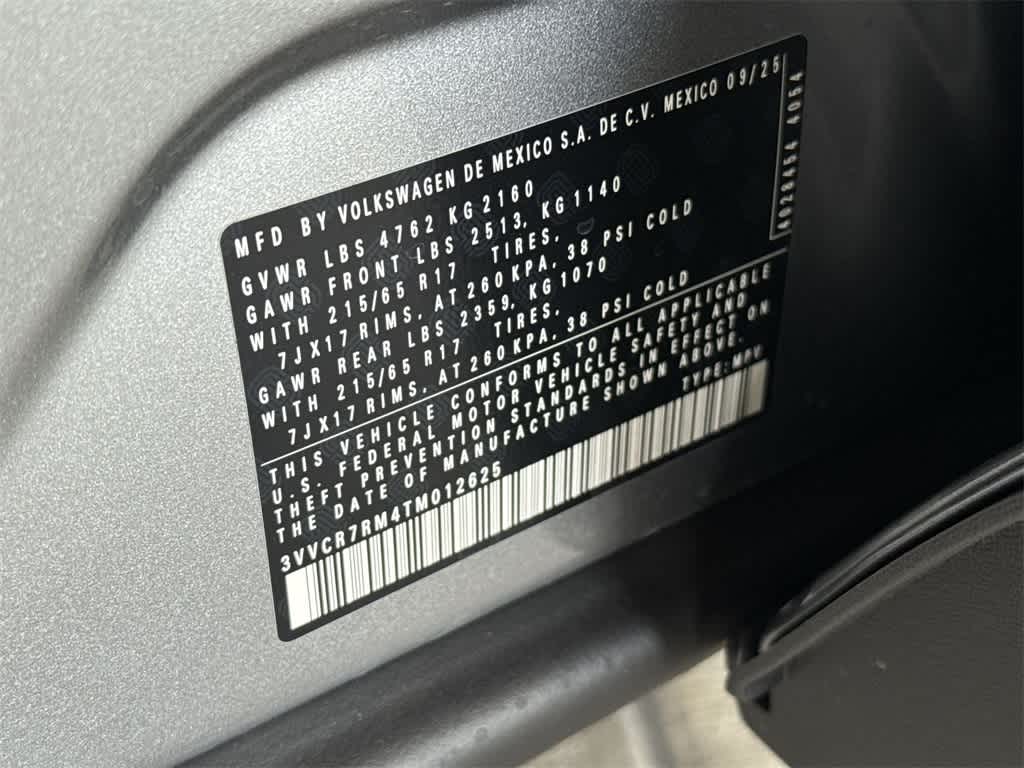 MFD BY VOLKSWAGEN DE MEXICO S.A. DE C.V. MEXICO 09/25
GVWR LBS 4762 KG 2160
GAWR FRONT LBS 2513, KG 1140
WITH 215/65 R17 TIRES,
7JX17 RIMS, AT 260KPA, 38 PSI COLD
GAWR REAR LBS 2359, KG 1070
WITH 215/65 R17 TIRES,
7JX17 RIMS, AT 260KPA, 38 PSI COLD
THIS VEHICLE CONFORMS TO ALL APPLICABLE
U.S. FEDERAL MOTOR VEHICLE SAFETY AND
THEFT PREVENTION STANDARDS IN EFFECT ON
THE DATE OF MANUFACTURE SHOWN ABOVE.
3VVCR7RM4TM012625 TYPE:MPV
4054